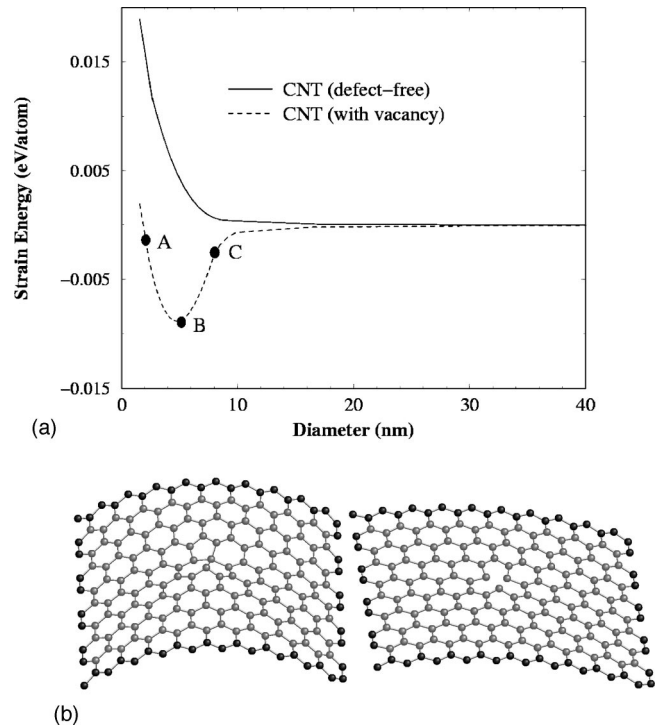 0.015
0.005
−0.005
−0.015
Strain Energy (eV/atom)
CNT (defect−free)
CNT (with vacancy)
A
B
C
0
10
20
30
40
Diameter (nm)
(a)
(b)